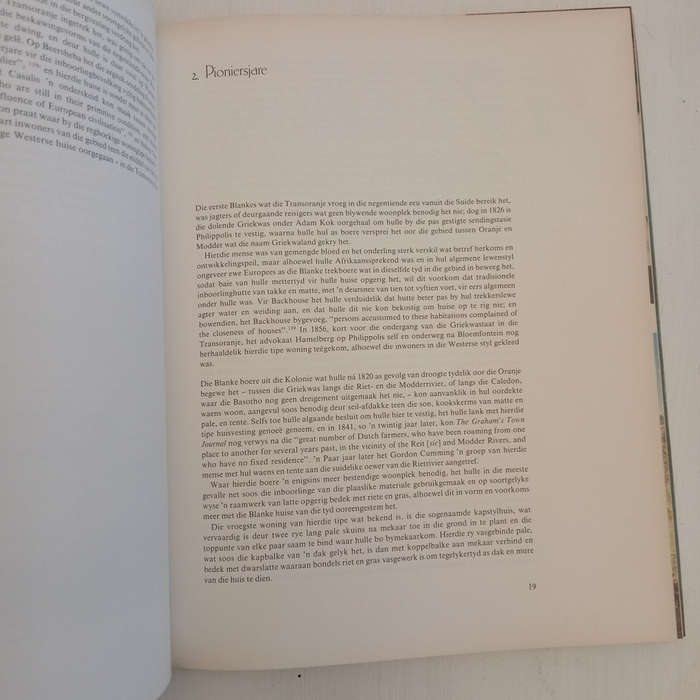 2. Pioniersjare
Die eerste Blankes wat die Transoranje vroeg in die negentiende eeu vanuit die Suide bereik het,
was jagters of deurgaande reisigers wat geen blywende woonplek benodig het nie; dog in 1826 is
die dolende Griekwas onder Adam Kok oorgehaal om hulle by die pas gestigte sendingstasie
Philippolis te vestig, waarna hulle hul as boere versprei het oor die gebied tussen Oranje en
Modder wat die naam Griekwaland gekry het.
Hierdie mense was van gemengde bloed en het onderling sterk verskil wat betref herkoms en
ontwikkelingspeil, maar alhoewel hulle Afrikaanssprekend was en in hul algemene lewenstyl
ongeveer ewe Europees as die Blanke trekboere wat in dieselfde tyd in die gebied in beweeg het,
sodat baie van hulle mettertyd vir hulle huise opgerig het, wil dit voorkom dat tradisionele
inboorlinghutte van takke en matte, met 'n deursnee van tien tot vyftien voet, vir eers algemeen
onder hulle was. Vir Backhouse het hulle verduidelik dat hutte beter pas by hul trekkerslewe
agter water en weiding aan, en dat hulle dit nie kon bekostig om huise op te rig nie; en
bowendien, het Backhouse bygevoeg, "persons accustomed to these habitations complained of
the closeness of houses". In 1856, kort voor die ondergang van die Griekwastaat in die
Transoranje, het die advokaat Hamelberg op Philippolis self en onderweg na Bloemfontein nog
herhaaldelik hierdie tipe woning teëgekom, alhoewel die inwoners in die Westerse styl gekleed
was.
Die Blanke boere uit die Kolonie wat hulle ná 1820 as gevolg van droogte tydelik oor die Oranje
begewe het – tussen die Griekwas langs die Riet- en die Modderrivier, of langs die Caledon,
waar die Basotho nog geen dreigement uitgemaak het nie, – kon aanvanklik in hul oordekte
waens woon, aangevul soos benodig deur seil-afdakke teen die son, kookskerms van matte en
pale, en tente. Selfs toe hulle algaande besluit om hulle hier te vestig, het hulle lank met hierdie
tipe huisvesting genoeë geneem, en in 1841, so 'n twintig jaar later, kon The Graham's Town
Journal nog verwys na die "great number of Dutch farmers, who have been roaming from one
place to another for several years past, in the vicinity of the Reit [sic] and Modder Rivers, and
who have no fixed residence". 'n Paar jaar later het Gordon Cumming 'n groep van hierdie
mense met hul waens en tente aan die suidelike oewer van die Rietrivier aangetref.
Waar hierdie boere 'n enigsins meer bestendige woonplek benodig het, het hulle in die meeste
gevalle net soos die inboorlinge van die plaaslike materiale gebruikgemaak en op soortgelyke
wyse 'n raamwerk van latte opgerig bedek met riete en gras, alhoewel dit in vorm en voorkoms
meer met die Blanke huise van die tyd ooreengestem het.
Die vroegste woning van hierdie tipe wat bekend is, is die sogenaamde kapstylhuis, wat
vervaardig is deur twee rye lang pale skuins na mekaar toe in die grond in te plant en die
toppunte van elke paar saam te bind waar hulle bo bymekaarkom. Hierdie ry vasgebinde pale,
wat soos die kapbalke van 'n dak gelyk het, is dan met koppelbalke aan mekaar verbind en
bedek met dwarslatte waaraan bondels riet en gras vasgewerk is om tegelykertyd as dak en mure
van die huis te dien.
19